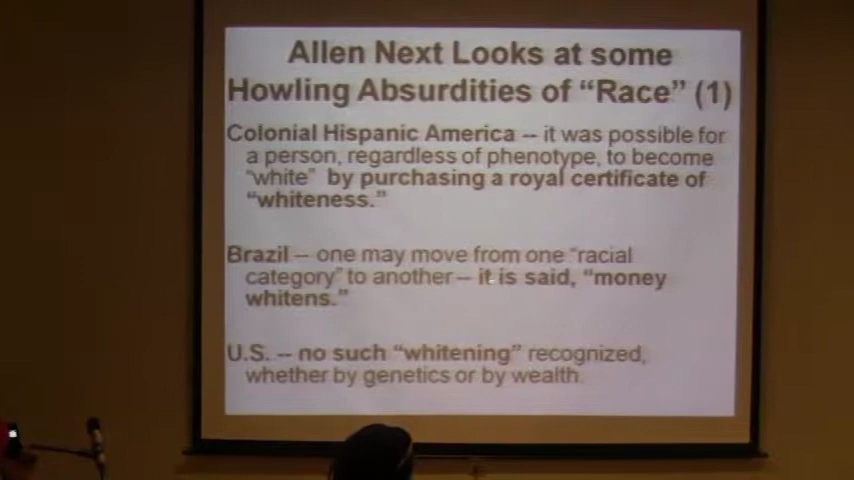 Allen Next Looks at some
Howling Absurdities of “Race” (1)
Colonial Hispanic America – it was possible for
a person, regardless of phenotype, to become
“white” by purchasing a royal certificate of
“whiteness.”
Brazil – one may move from one “racial
category” to another – it is said, “money
whitens.”
U.S. – no such “whitening” recognized,
whether by genetics or by wealth.